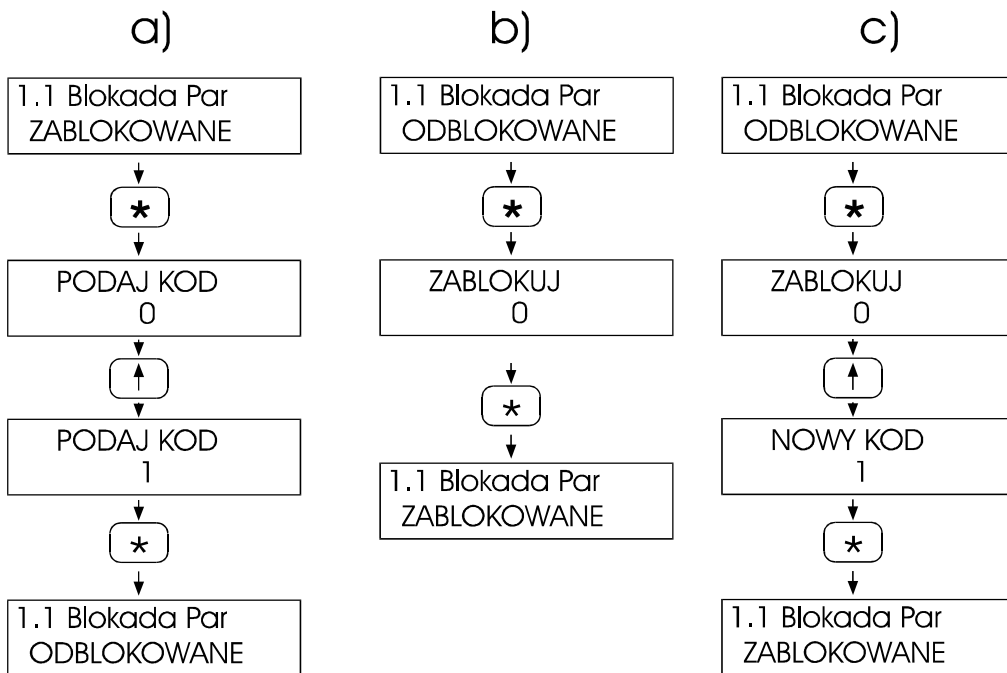 a)
1.1 Blokada Par
ZABLOKOWANE
*
PODAJ KOD
0
↑
PODAJ KOD
1
*
1.1 Blokada Par
ODBLOKOWANE
b)
1.1 Blokada Par
ODBLOKOWANE
*
ZABLOKUJ
0
*
1.1 Blokada Par
ZABLOKOWANE
c)
1.1 Blokada Par
ODBLOKOWANE
*
ZABLOKUJ
0
↑
NOWY KOD
1
*
1.1 Blokada Par
ZABLOKOWANE